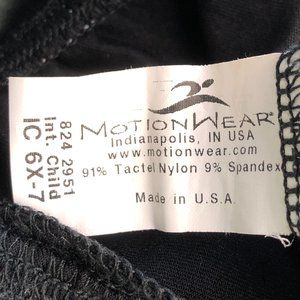 MOTIONWEAR
Indianapolis, IN USA
www.motionwear.com
91% Tactel Nylon 9% Spandex
Made in U.S.A.
824 2951
Int. Child
IC 6X-7